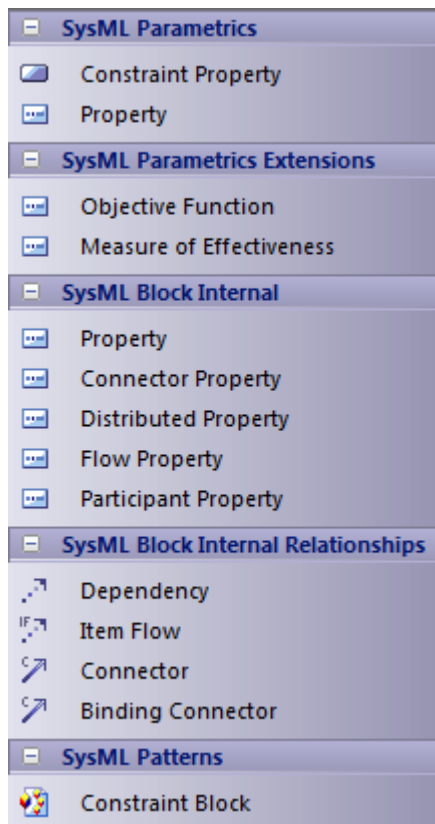 SysML Parametrics
Constraint Property
Property
SysML Parametrics Extensions
Objective Function
Measure of Effectiveness
SysML Block Internal
Property
Connector Property
Distributed Property
Flow Property
Participant Property
SysML Block Internal Relationships
Dependency
IF Item Flow
C Connector
C Binding Connector
SysML Patterns
Constraint Block